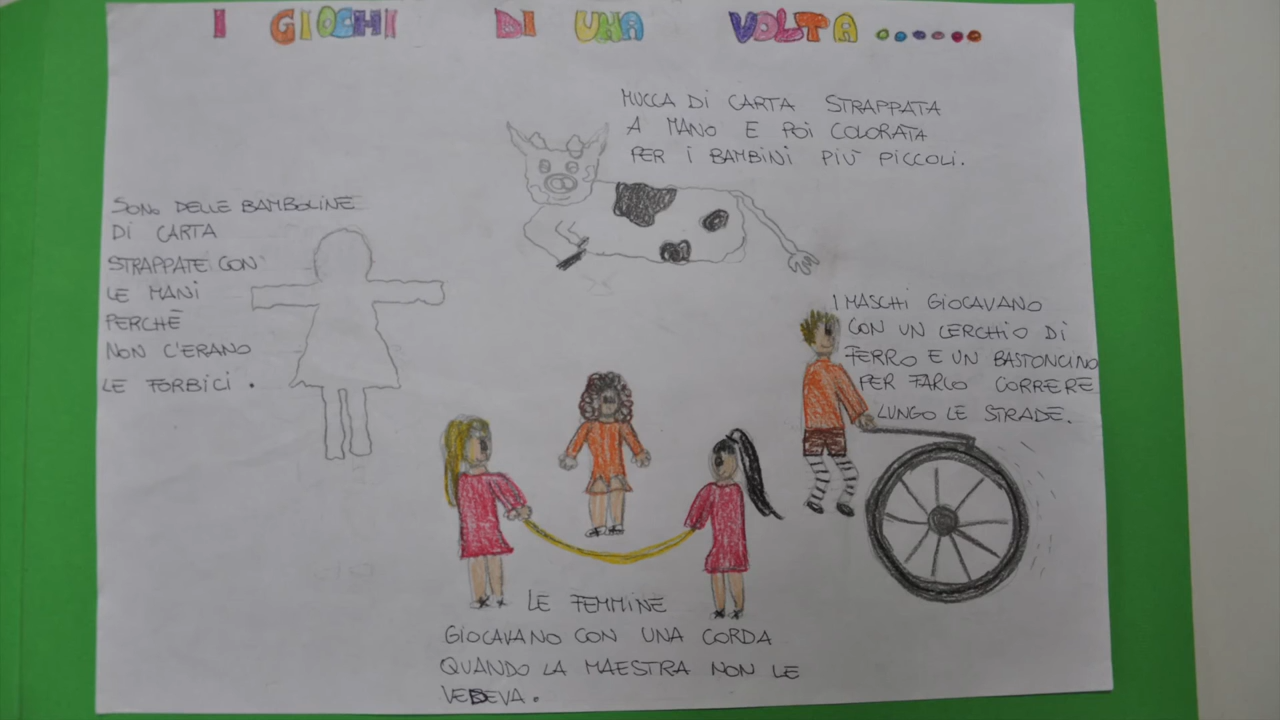 I GIOCHI DI UNA VOLTA......
MUCCA DI CARTA STRAPPATA
A MANO E POI COLORATA
PER I BAMBINI PIÙ PICCOLI.
SONO DELLE BAMBOLINE
DI CARTA
STRAPPATE CON
LE MANI
PERCHÈ
NON C'ERANO
LE FORBICI.
I MASCHI GIOCAVANO
CON UN CERCHIO DI
FERRO E UN BASTONCINO
PER FARLO CORRERE
LUNGO LE STRADE.
LE FEMMINE
GIOCAVANO CON UNA CORDA
QUANDO LA MAESTRA NON LE
VEDEVA.